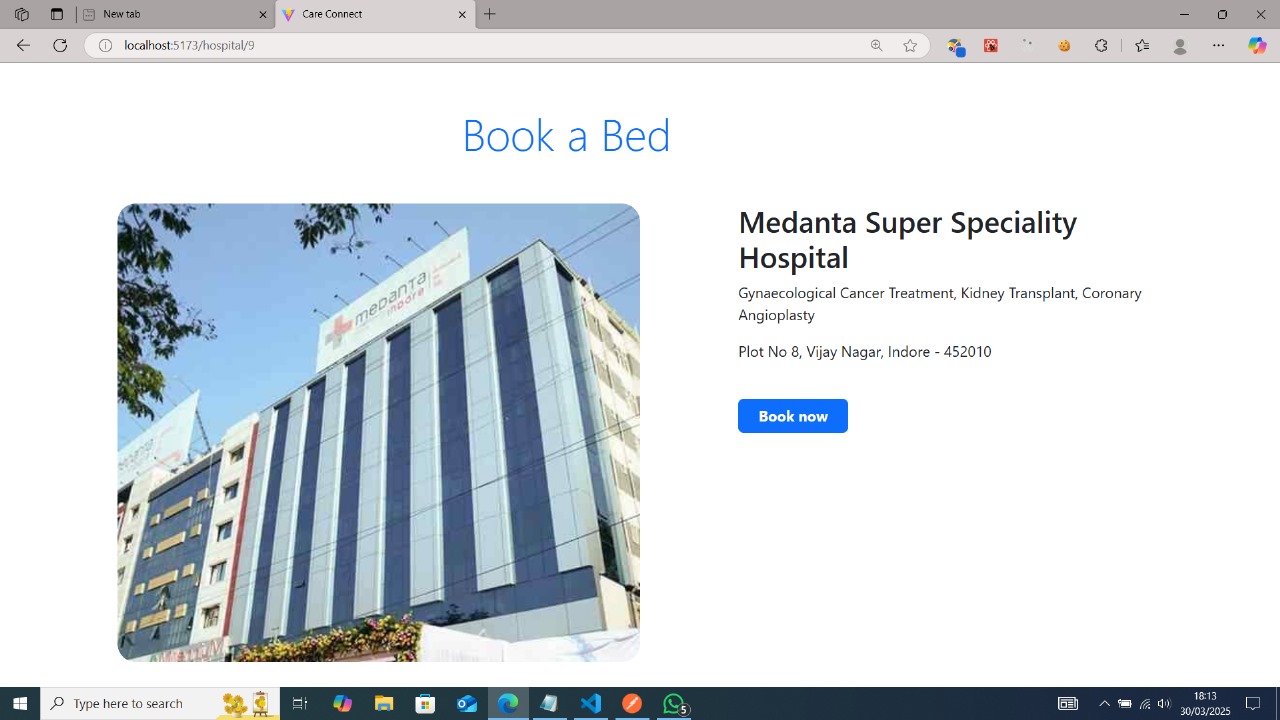 New tab
Care Connect
localhost:5173/hospital/9
Book a Bed
medanta
indore
Medanta Super Speciality
Hospital
Gynaecological Cancer Treatment, Kidney Transplant, Coronary
Angioplasty
Plot No 8, Vijay Nagar, Indore - 452010
Book now
Type here to search
5
18:13
30/03/2025